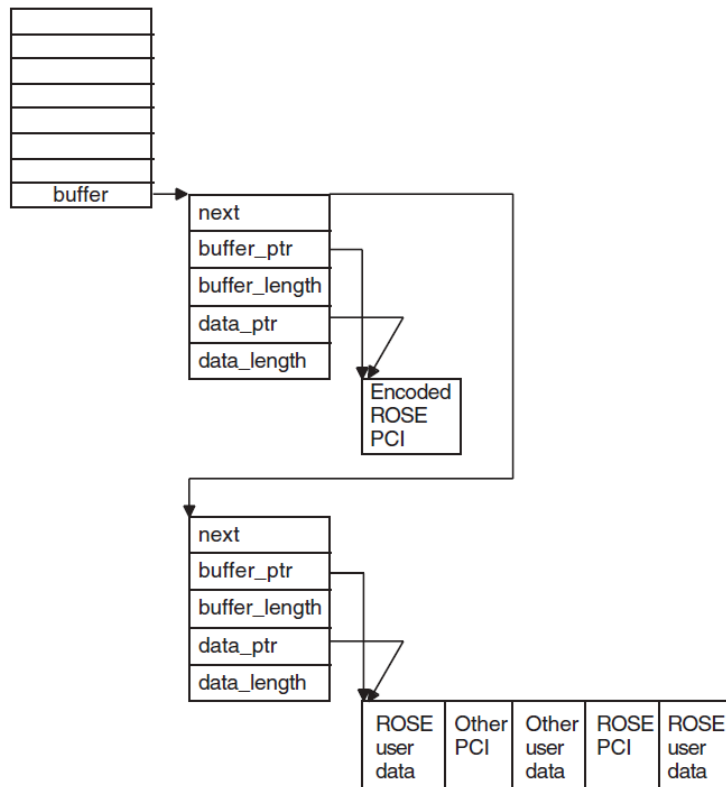 buffer
next
buffer_ptr
buffer_length
data_ptr
data_length
Encoded
ROSE
PCI
next
buffer_ptr
buffer_length
data_ptr
data_length
ROSE
user
data
Other
PCI
Other
user
data
ROSE
PCI
ROSE
user
data